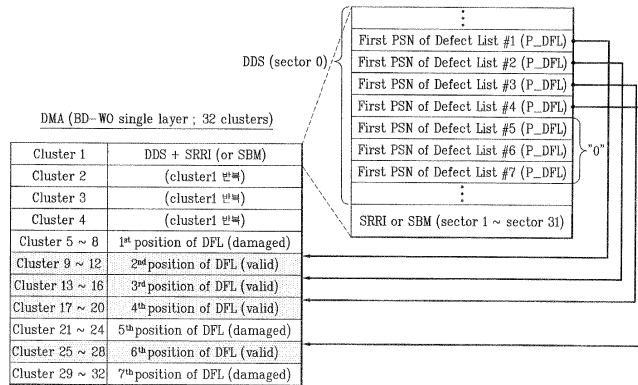 ⋮
First PSN of Defect List #1 (P_DFL)
First PSN of Defect List #2 (P_DFL)
DDS (sector 0)
First PSN of Defect List #3 (P_DFL)
First PSN of Defect List #4 (P_DFL)
First PSN of Defect List #5 (P_DFL)
First PSN of Defect List #6 (P_DFL)
"0"
First PSN of Defect List #7 (P_DFL)
⋮
SRRI or SBM (sector 1 ~ sector 31)
DMA (BD-WO single layer ; 32 clusters)
Cluster 1 DDS + SRRI (or SBM)
Cluster 2 (cluster1 반복)
Cluster 3 (cluster1 반복)
Cluster 4 (cluster1 반복)
Cluster 5 ~ 8 1st position of DFL (damaged)
Cluster 9 ~ 12 2nd position of DFL (valid)
Cluster 13 ~ 16 3rd position of DFL (valid)
Cluster 17 ~ 20 4th position of DFL (valid)
Cluster 21 ~ 24 5th position of DFL (damaged)
Cluster 25 ~ 28 6th position of DFL (valid)
Cluster 29 ~ 32 7th position of DFL (damaged)